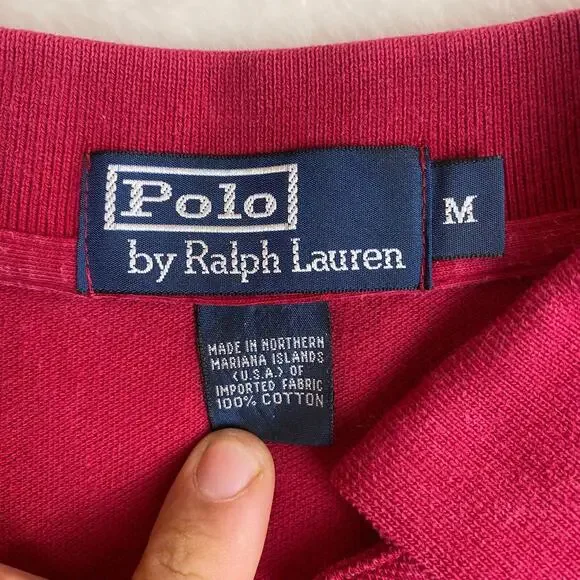 Polo
by Ralph Lauren
M
MADE IN NORTHERN
MARIANA ISLANDS
(U.S.A.) OF
IMPORTED FABRIC
100% COTTON